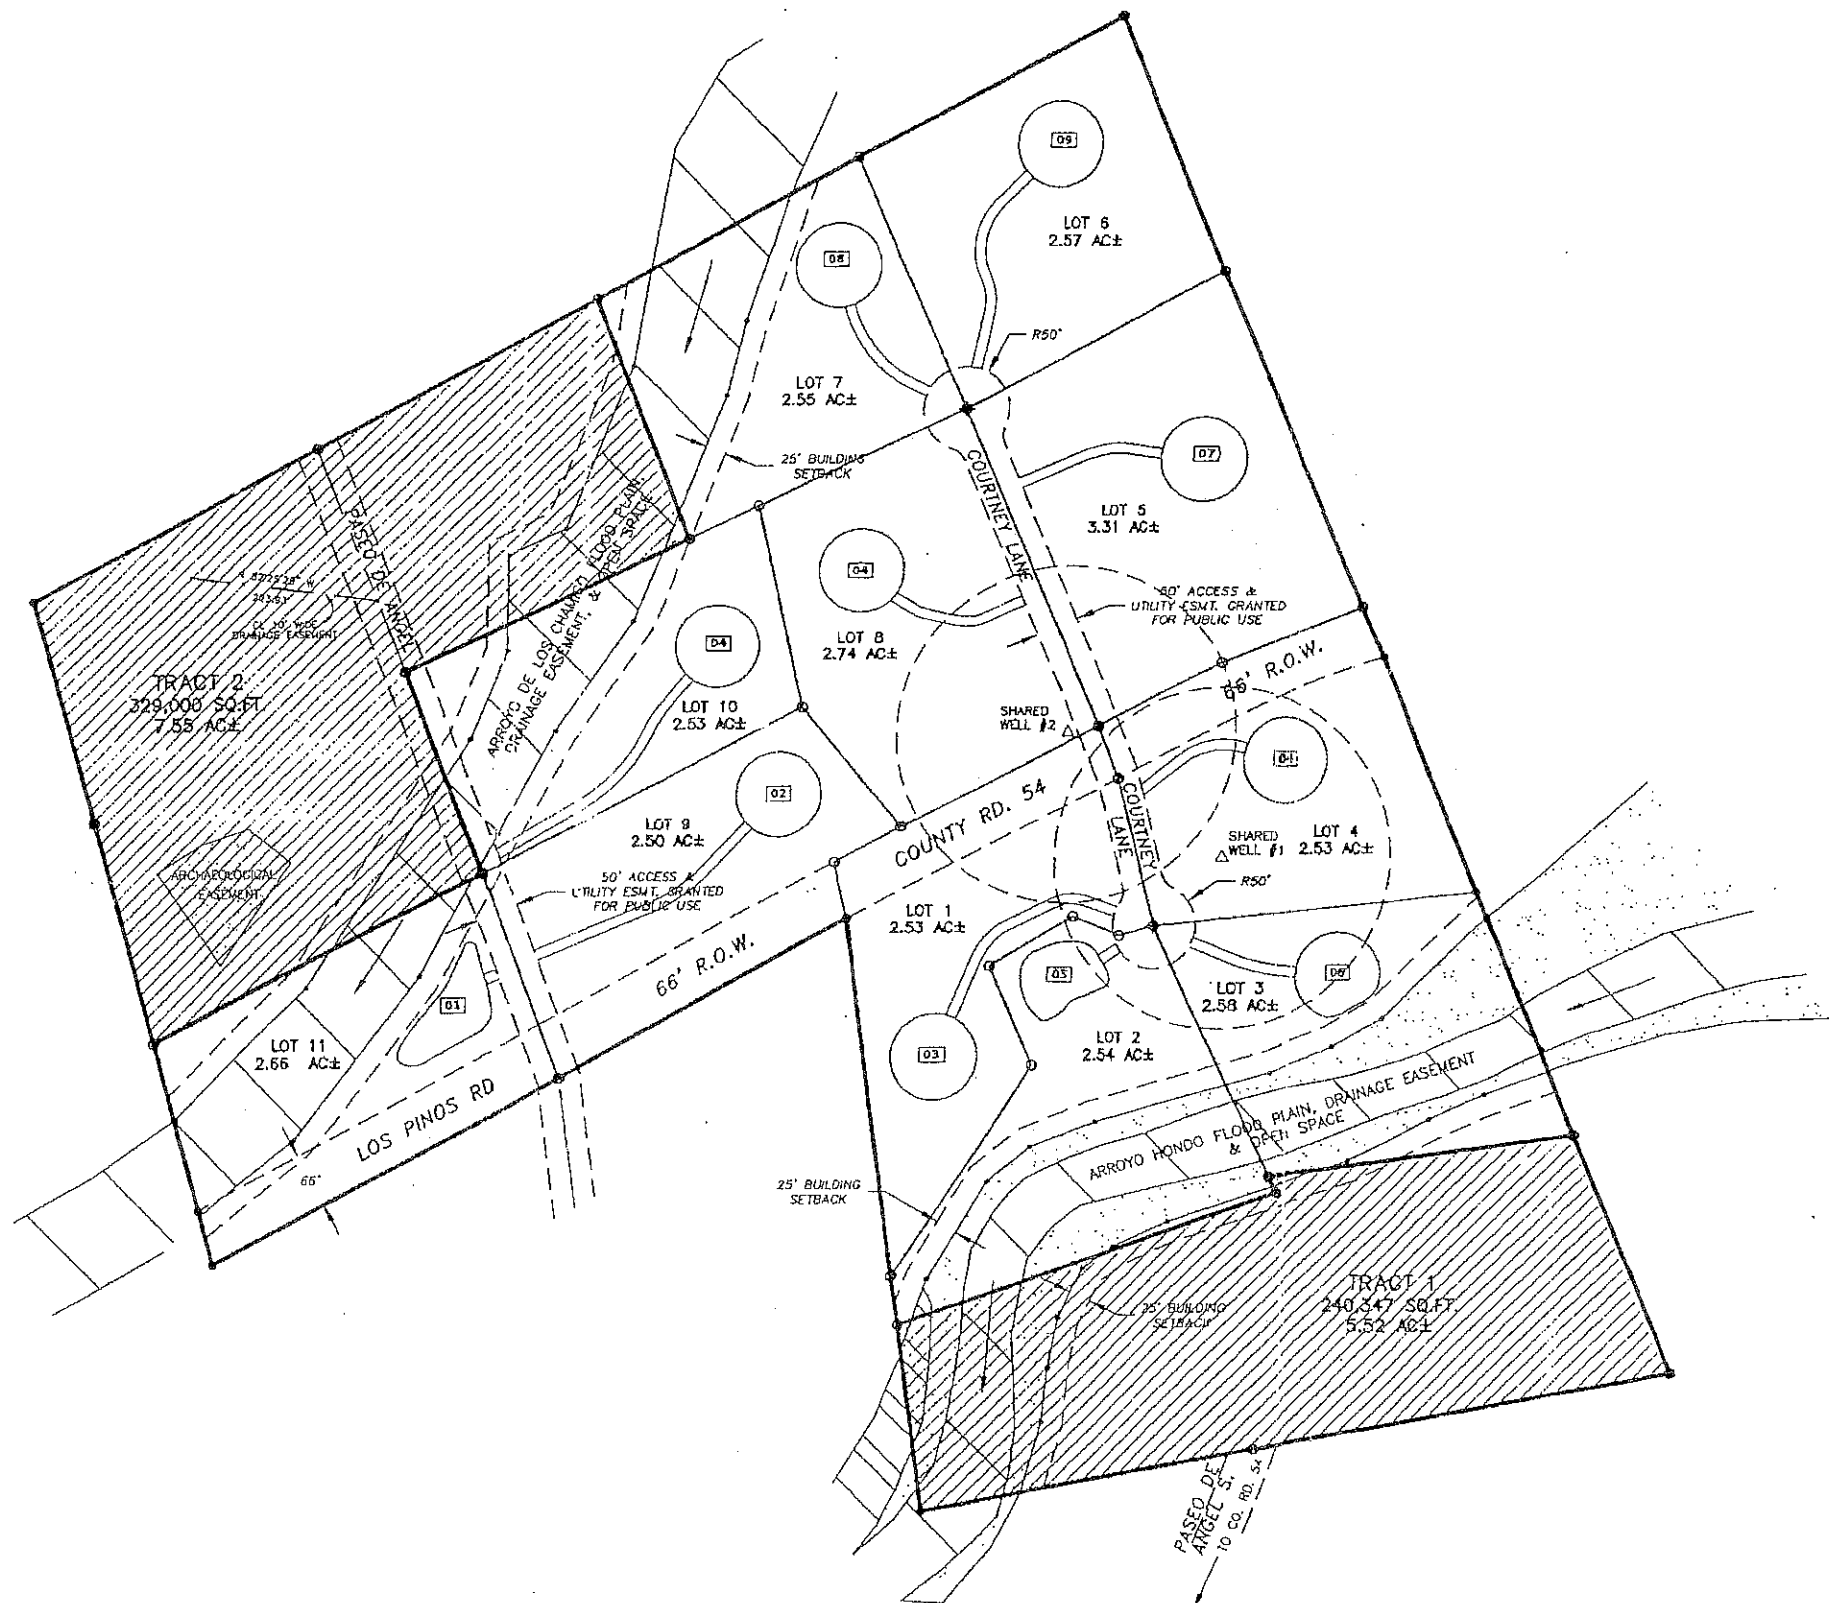 09
LOT 6
2.57 AC±
08
R50'
LOT 7
2.55 AC±
25' BUILDING
SETBACK
07
LOT 5
3.31 AC±
COURTNEY LANE
PASEO DE ANGEL
ARROYO DE LOS CHAMISO FLOOD PLAIN,
DRAINAGE EASEMENT, & OPEN SPACE
DRAINAGE EASEMENT
04
LOT 8
2.74 AC±
60' ACCESS &
UTILITY ESMT. GRANTED
FOR PUBLIC USE
04
LOT 10
2.53 AC±
TRACT 2
329,000 SQ.FT.
7.55 AC±
66' R.O.W.
SHARED
WELL #2
02
LOT 9
2.50 AC±
COUNTY RD. 54
COURTNEY
LANE
SHARED
WELL #1
LOT 4
2.53 AC±
R50'
ARCHAEOLOGICAL
EASEMENT
50' ACCESS &
UTILITY ESMT. GRANTED
FOR PUBLIC USE
LOT 1
2.53 AC±
66' R.O.W.
05
LOT 3
2.58 AC±
LOT 2
2.54 AC±
03
LOT 11
2.66 AC±
LOS PINOS RD
66'
ARROYO HONDO FLOOD PLAIN, DRAINAGE EASEMENT
& OPEN SPACE
25' BUILDING
SETBACK
TRACT 1
240,347 SQ.FT.
5.52 AC±
25' BUILDING
SETBACK
PASEO DE
ANGEL S.
TO CO. RD. 54